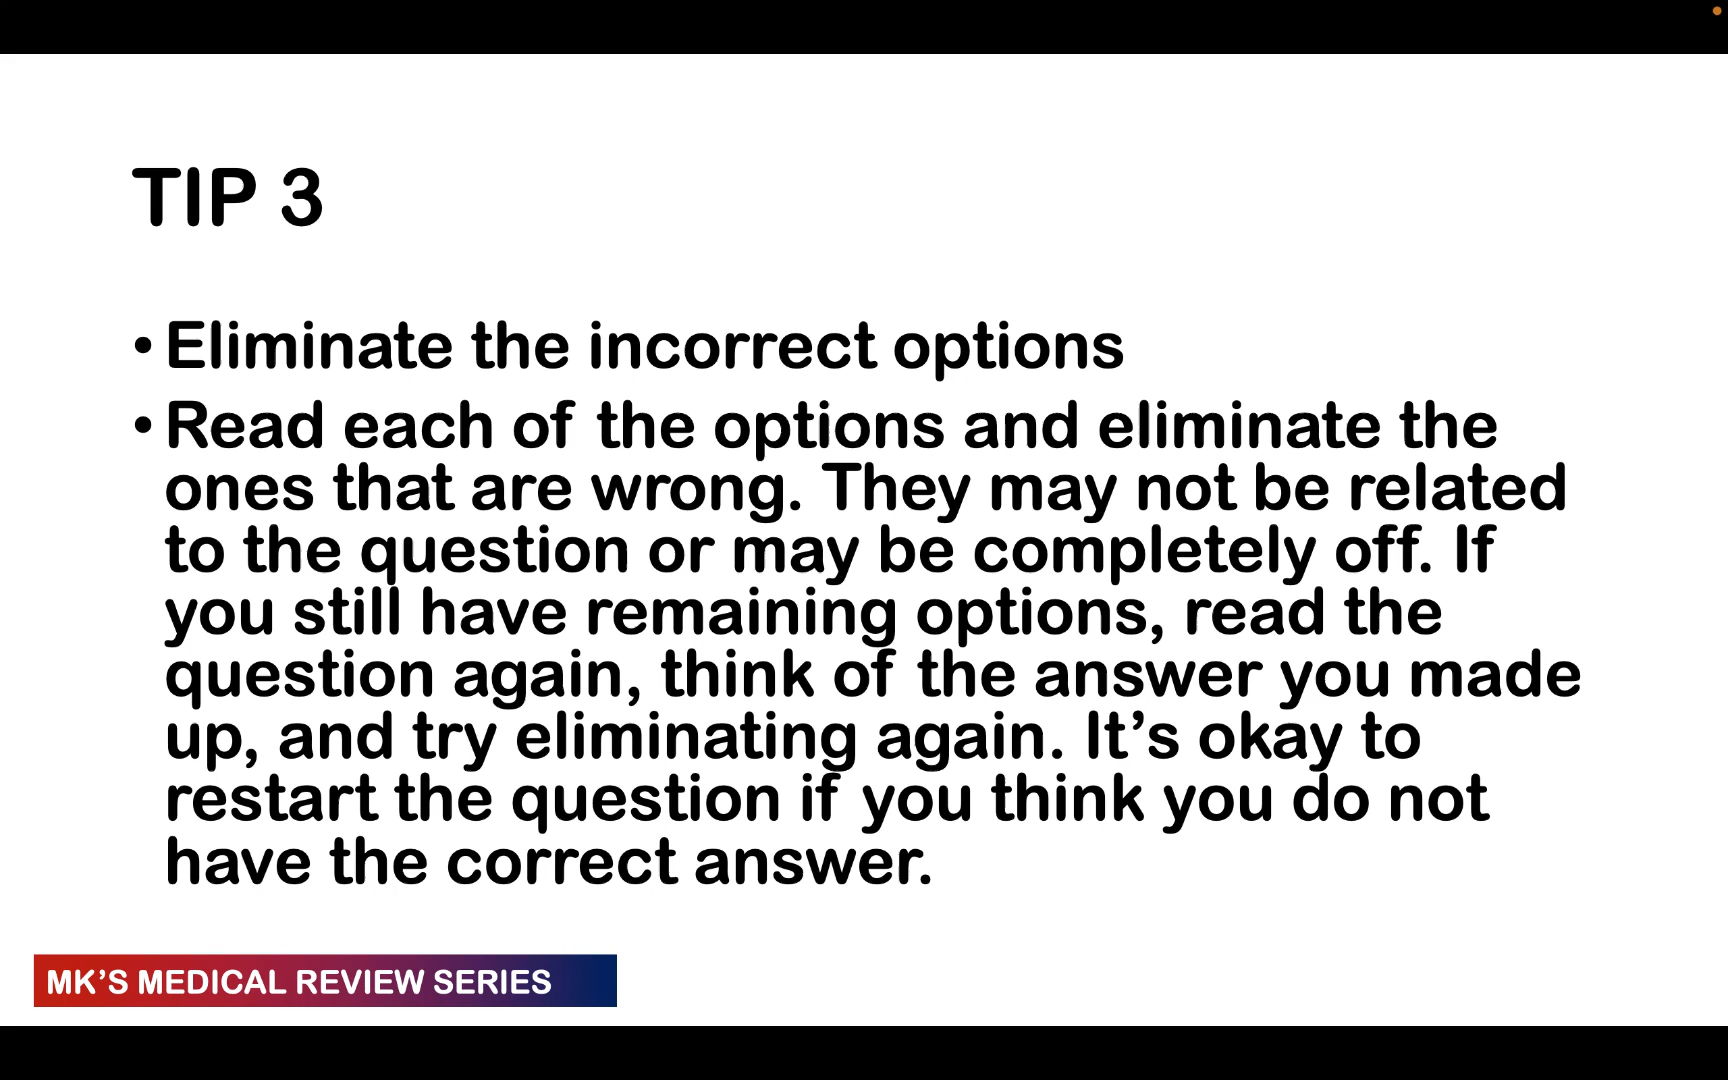 TIP 3
• Eliminate the incorrect options
• Read each of the options and eliminate the
ones that are wrong. They may not be related
to the question or may be completely off. If
you still have remaining options, read the
question again, think of the answer you made
up, and try eliminating again. It’s okay to
restart the question if you think you do not
have the correct answer.
MK’S MEDICAL REVIEW SERIES